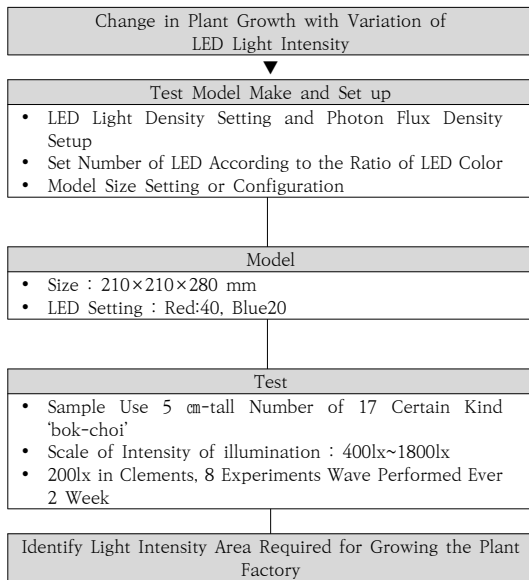 Change in Plant Growth with Variation of
LED Light Intensity
▼
Test Model Make and Set up
• LED Light Density Setting and Photon Flux Density
Setup
• Set Number of LED According to the Ratio of LED Color
• Model Size Setting or Configuration
Model
• Size : 210×210×280 mm
• LED Setting : Red:40, Blue20
Test
• Sample Use 5 ㎝-tall Number of 17 Certain Kind
‘bok-choi’
• Scale of Intensity of illumination : 400lx~1800lx
• 200lx in Clements, 8 Experiments Wave Performed Ever
2 Week
Identify Light Intensity Area Required for Growing the Plant
Factory